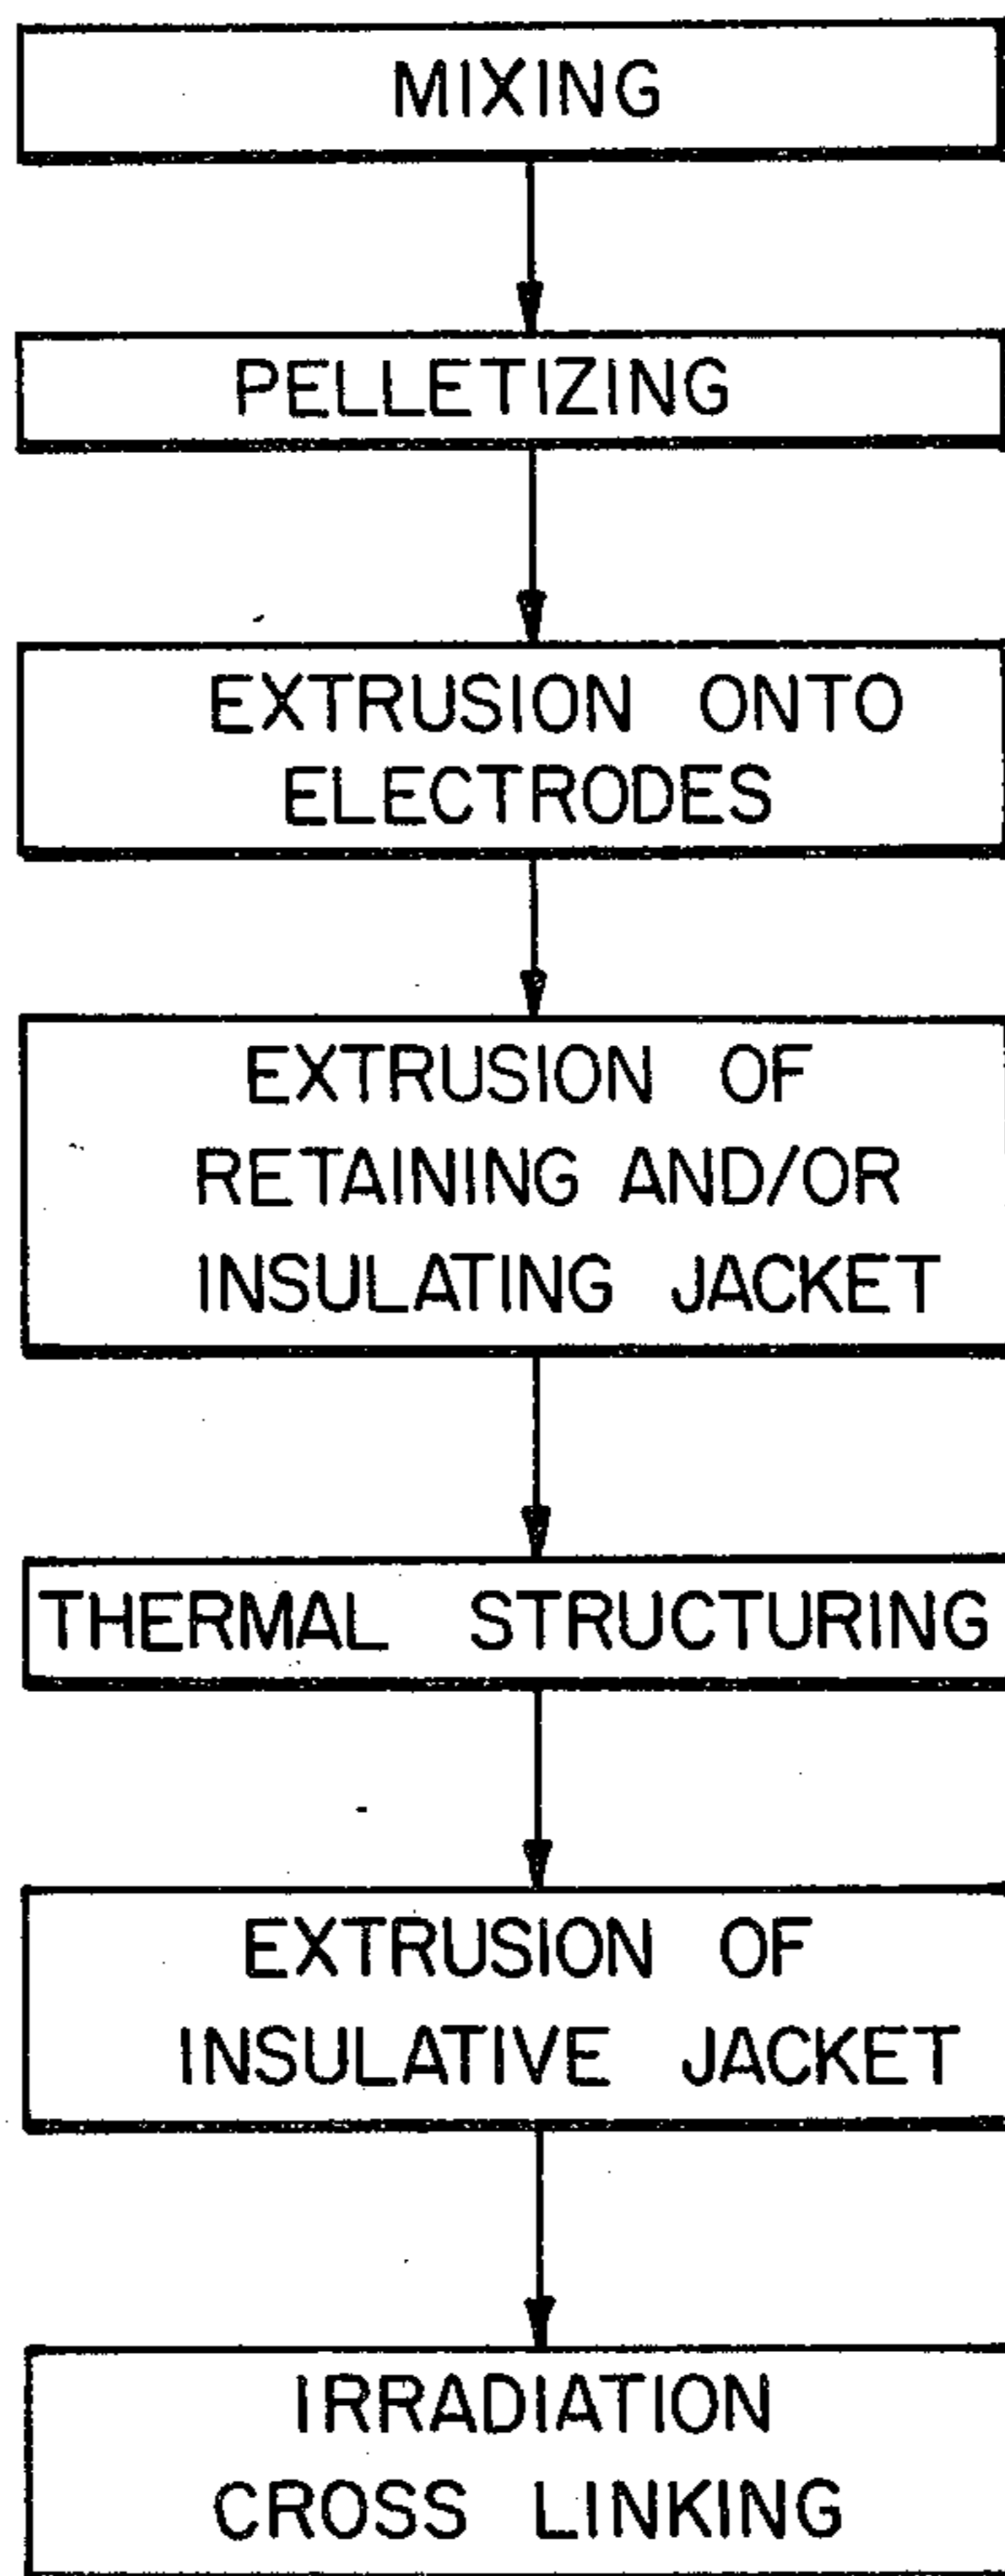 MIXING
PELLETIZING
EXTRUSION ONTO
ELECTRODES
EXTRUSION OF
RETAINING AND/OR
INSULATING JACKET
THERMAL STRUCTURING
EXTRUSION OF
INSULATIVE JACKET
IRRADIATION
CROSS LINKING